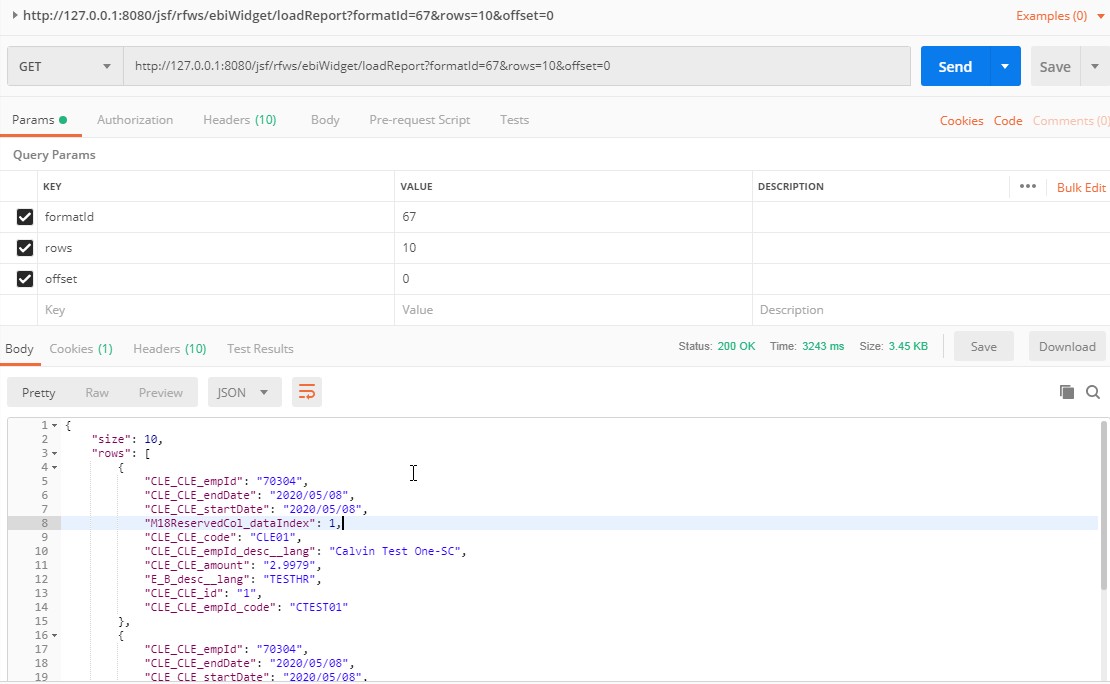 http://127.0.0.1:8080/jsf/rfws/ebiWidget/loadReport?formatId=67&rows=10&offset=0 Examples (0)
GET http://127.0.0.1:8080/jsf/rfws/ebiWidget/loadReport?formatId=67&rows=10&offset=0 Send Save
Params Authorization Headers (10) Body Pre-request Script Tests Cookies Code Comments (0)
Query Params
KEY VALUE DESCRIPTION ••• Bulk Edit
formatId 67
rows 10
offset 0
Key Value Description
Body Cookies (1) Headers (10) Test Results Status: 200 OK Time: 3243 ms Size: 3.45 KB Save Download
Pretty Raw Preview JSON
1 {
2 "size": 10,
3 "rows": [
4 {
5 "CLE_CLE_empId": "70304",
6 "CLE_CLE_endDate": "2020/05/08",
7 "CLE_CLE_startDate": "2020/05/08",
8 "M18ReservedCol_dataIndex": 1,
9 "CLE_CLE_code": "CLE01",
10 "CLE_CLE_empId_desc__lang": "Calvin Test One-SC",
11 "CLE_CLE_amount": "2.9979",
12 "E_B_desc__lang": "TESTHR",
13 "CLE_CLE_id": "1",
14 "CLE_CLE_empId_code": "CTEST01"
15 },
16 {
17 "CLE_CLE_empId": "70304",
18 "CLE_CLE_endDate": "2020/05/08",
19 "CLE_CLE_startDate": "2020/05/08",